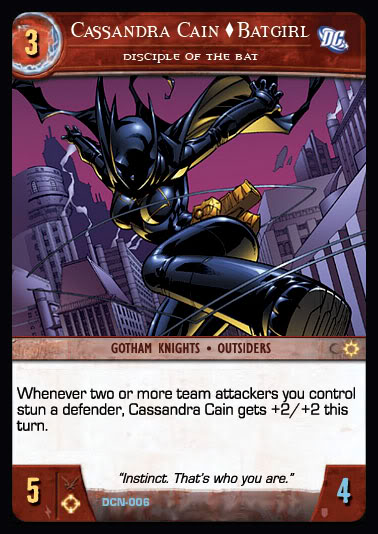 3
CASSANDRA CAIN ♦ BATGIRL
DC
DISCIPLE OF THE BAT
GOTHAM KNIGHTS • OUTSIDERS
C
Whenever two or more team attackers you control
stun a defender, Cassandra Cain gets +2/+2 this
turn.
"Instinct. That's who you are."
5
DCN-006
4